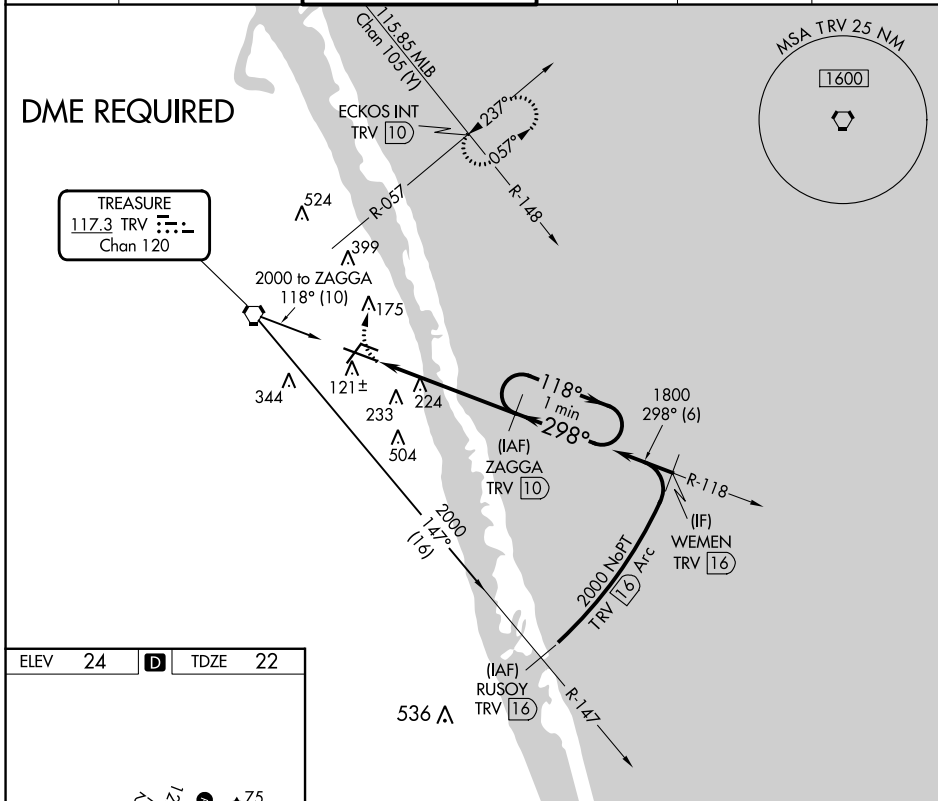 DME REQUIRED
115.85 MLB
Chan 105 (Y)
ECKOS INT
TRV 10
237°
057°
R-148
R-057
MSA TRV 25 NM
1600
TREASURE
117.3 TRV
Chan 120
524
399
2000 to ZAGGA
118° (10)
175
344
121±
233
224
504
118°
1 min
298°
(IAF)
ZAGGA
TRV 10
1800
298° (6)
R-118
(IF)
WEMEN
TRV 16
2000
147°
(16)
2000 NoPT
TRV 16 Arc
(IAF)
RUSOY
TRV 16
R-147
536
ELEV 24 D TDZE 22
75